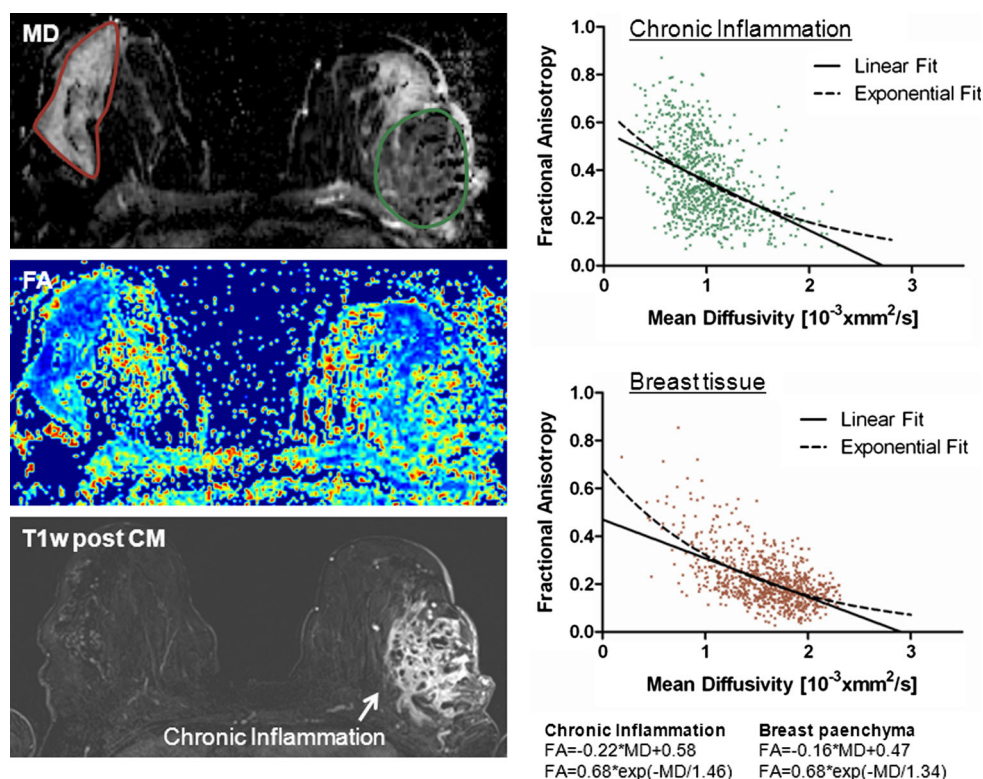 MD
FA
T1w post CM
Chronic Inflammation
Chronic Inflammation
Linear Fit
Exponential Fit
Fractional Anisotropy
1.0
0.8
0.6
0.4
0.2
0.0
0 1 2 3
Mean Diffusivity [10⁻³xmm²/s]
Breast tissue
Linear Fit
Exponential Fit
Fractional Anisotropy
1.0
0.8
0.6
0.4
0.2
0.0
0 1 2 3
Mean Diffusivity [10⁻³xmm²/s]
Chronic Inflammation
FA=-0.22*MD+0.58
FA=0.68*exp(-MD/1.46)
Breast paenchyma
FA=-0.16*MD+0.47
FA=0.68*exp(-MD/1.34)